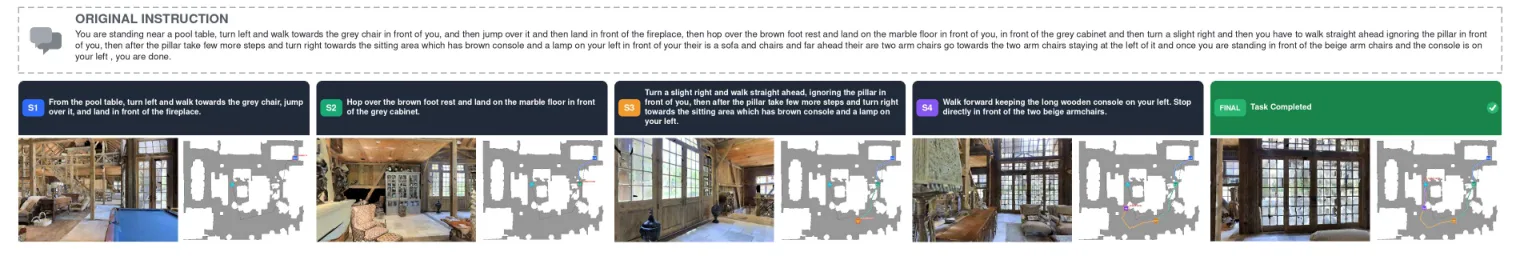 ORIGINAL INSTRUCTION
You are standing near a pool table, turn left and walk towards the grey chair in front of you, and then jump over it and then land in front of the fireplace, then hop over the brown foot rest and land on the marble floor in front of you, in front of the grey cabinet and then turn a slight right and then you have to walk straight ahead ignoring the pillar in front
of you, then after the pillar take few more steps and turn right towards the sitting area which has brown console and a lamp on your left in front of your their is a sofa and chairs and far ahead their are two arm chairs go towards the two arm chairs staying at the left of it and once you are standing in front of the beige arm chairs and the console is on
your left , you are done.
S1
From the pool table, turn left and walk towards the grey chair, jump
over it, and land in front of the fireplace.
S2
Hop over the brown foot rest and land on the marble floor in front
of the grey cabinet.
S3
Turn a slight right and walk straight ahead, ignoring the pillar in
front of you, then after the pillar take few more steps and turn right
towards the sitting area which has brown console and a lamp on
your left.
S4
Walk forward keeping the long wooden console on your left. Stop
directly in front of the two beige armchairs.
FINAL
Task Completed